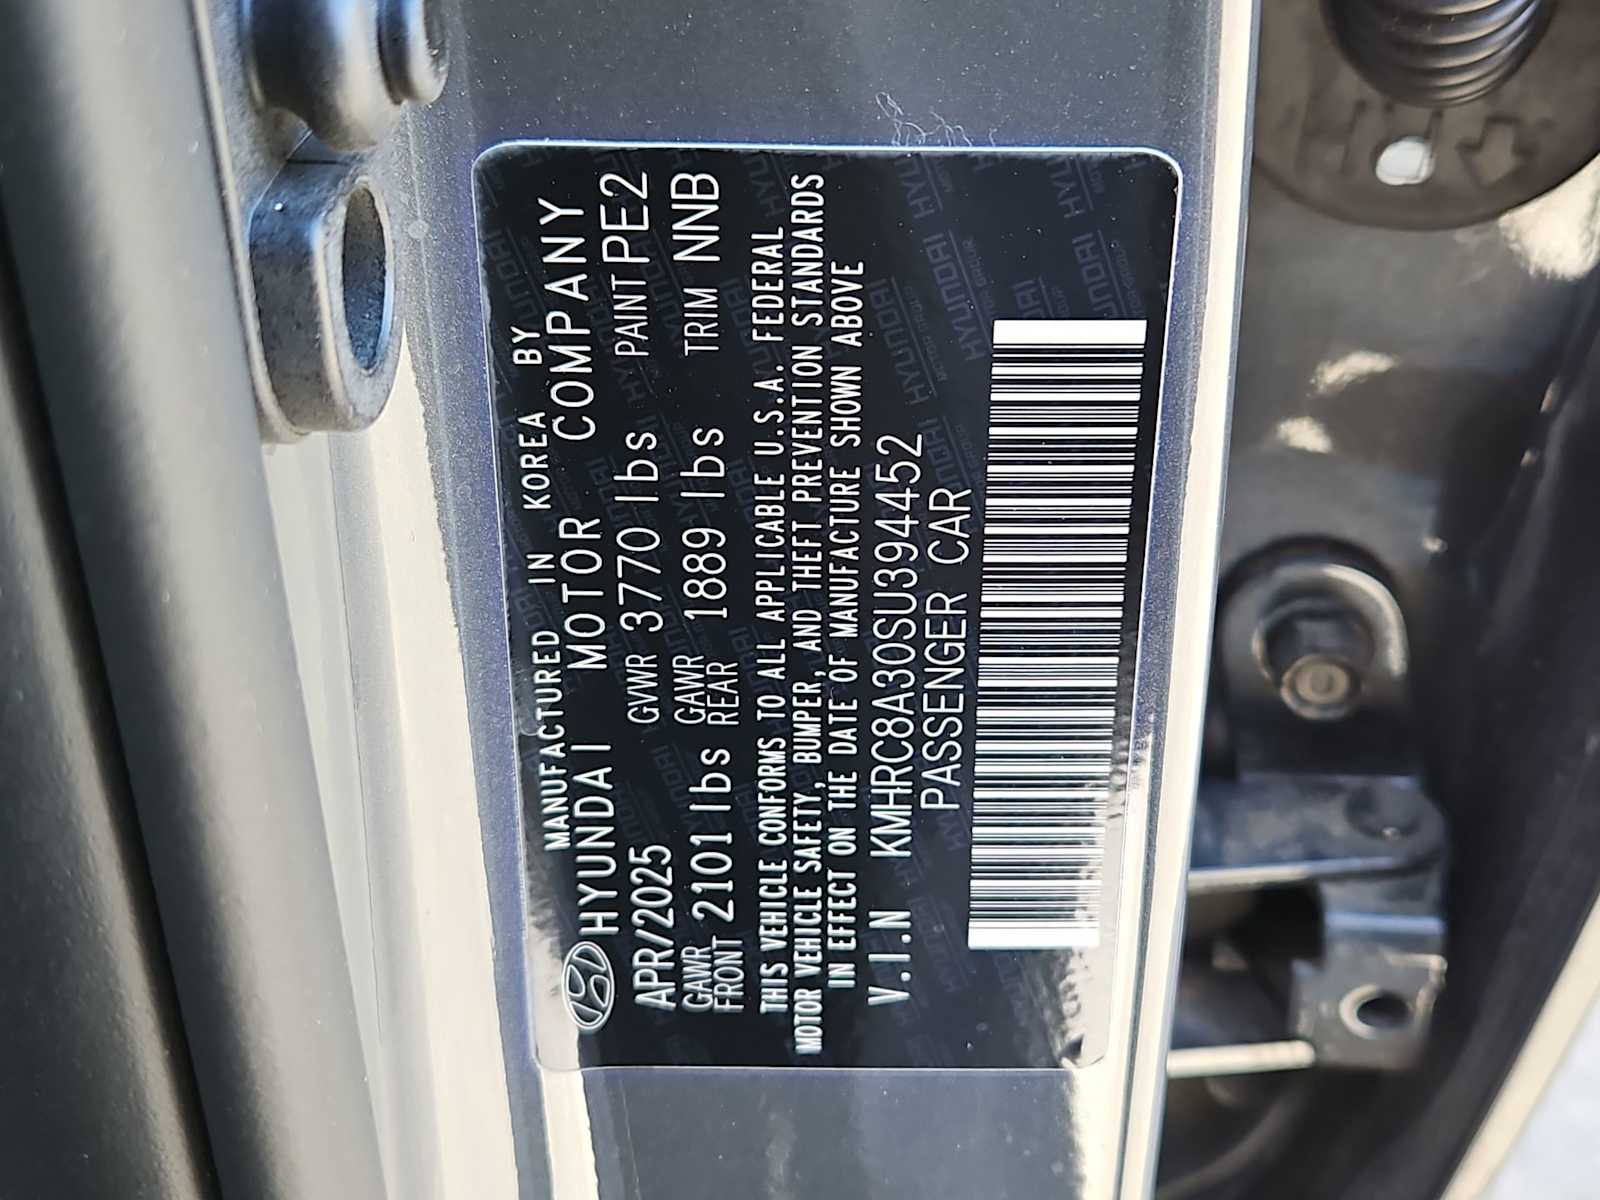 MANUFACTURED IN KOREA BY
HYUNDAI MOTOR COMPANY
APR/2025 GVWR 3770 lbs PAINT PE2
GAWR FRONT 2101 lbs GAWR REAR 1889 lbs TRIM NNB
THIS VEHICLE CONFORMS TO ALL APPLICABLE U.S.A. FEDERAL
MOTOR VEHICLE SAFETY, BUMPER, AND THEFT PREVENTION STANDARDS
IN EFFECT ON THE DATE OF MANUFACTURE SHOWN ABOVE
V.I.N KMHRC8A30SU394452
PASSENGER CAR